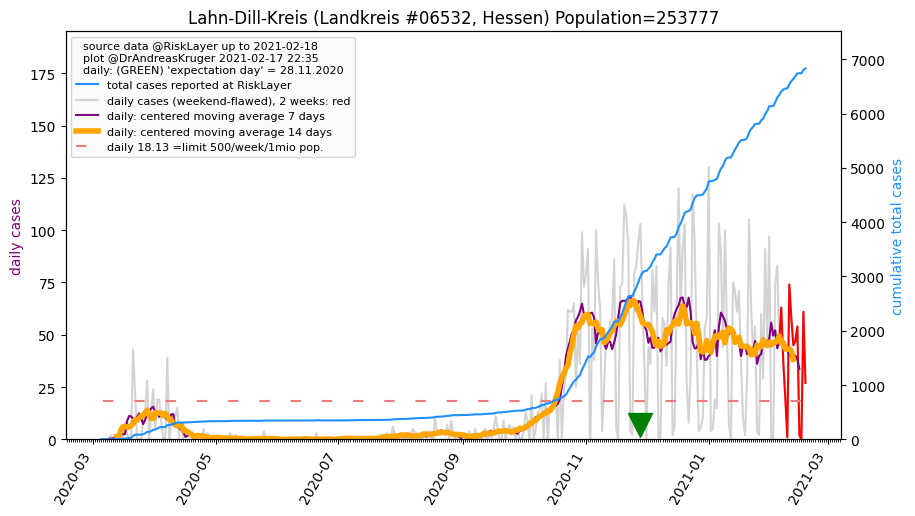 Lahn-Dill-Kreis (Landkreis #06532, Hessen) Population=253777
source data @RiskLayer up to 2021-02-18
plot @DrAndreasKruger 2021-02-17 22:35
daily: (GREEN) 'expectation day' = 28.11.2020
total cases reported at RiskLayer
daily cases (weekend-flawed), 2 weeks: red
daily: centered moving average 7 days
daily: centered moving average 14 days
daily 18.13 =limit 500/week/1mio pop.
daily cases
175
150
125
100
75
50
25
0
7000
6000
5000
4000
3000
2000
1000
0
cumulative total cases
2020-03
2020-05
2020-07
2020-09
2020-11
2021-01
2021-03